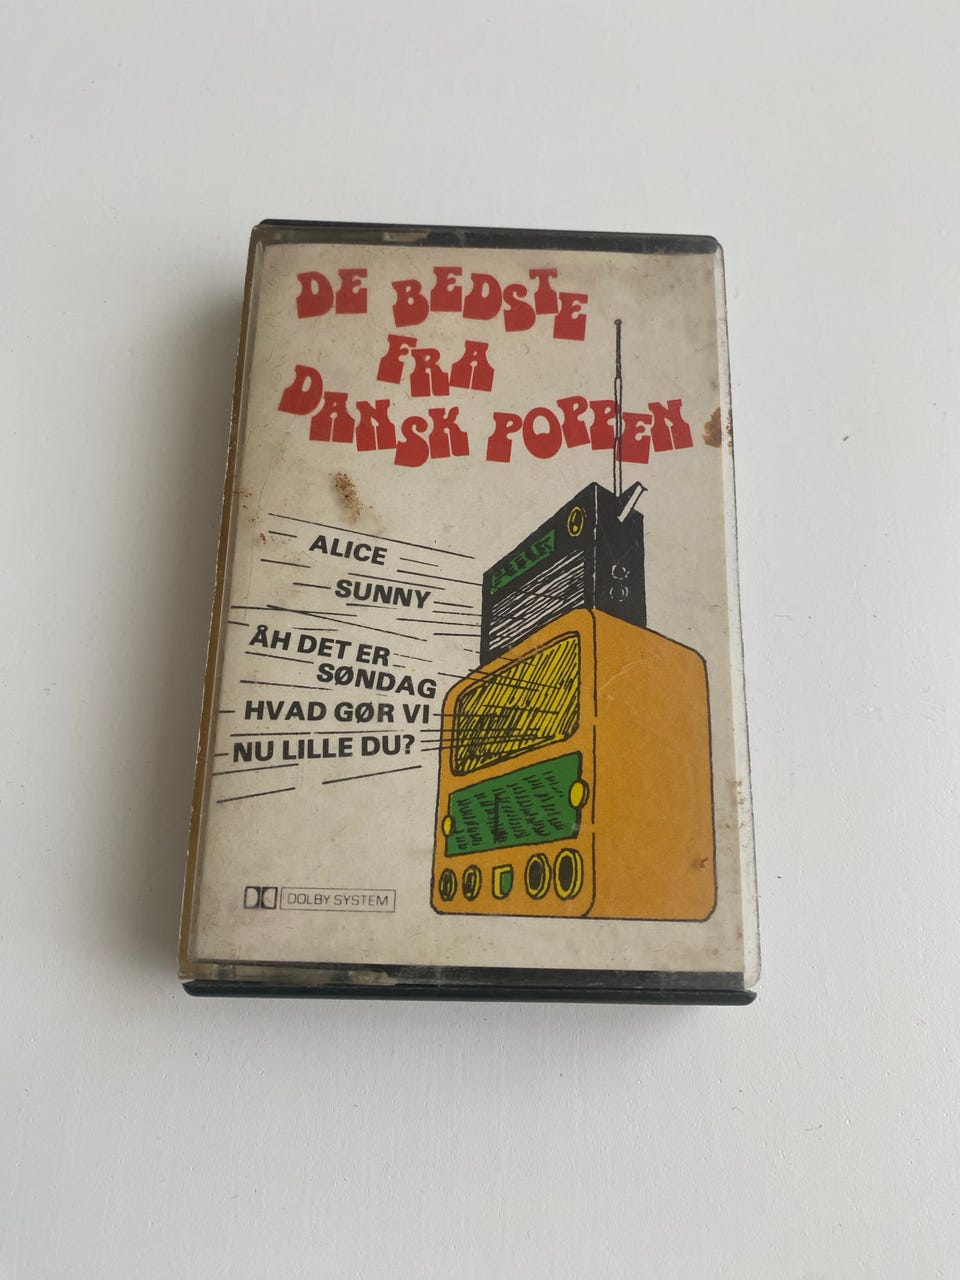 DE BEDSTE
FRA
DANSK POPPEN
ALICE
SUNNY
ÅH DET ER
SØNDAG
HVAD GØR VI
NU LILLE DU?
DOLBY SYSTEM